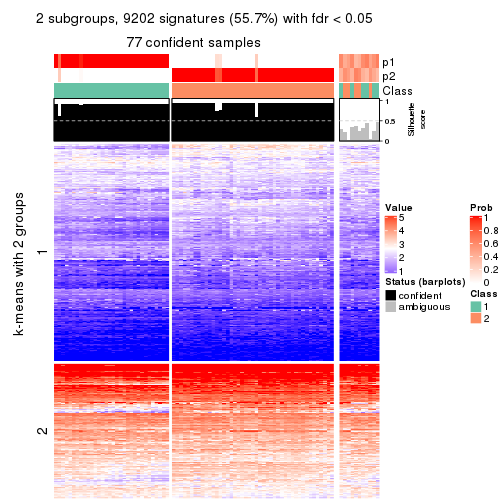 2 subgroups, 9202 signatures (55.7%) with fdr < 0.05
77 confident samples
p1
p2
Class
1
0.5
0
Silhouette
score
k-means with 2 groups
1
2
Value
5
4
3
2
1
Status (barplots)
confident
ambiguous
Prob
1
0.8
0.6
0.4
0.2
0
Class
1
2